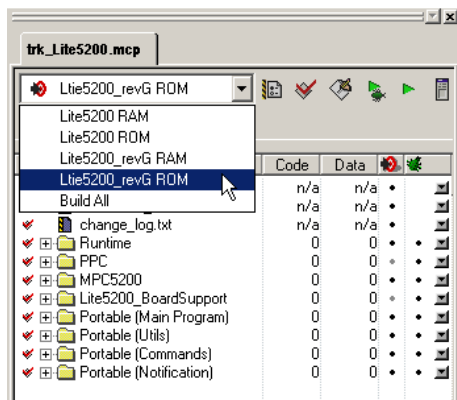 trk_Lite5200.mcp
Ltie5200_revG ROM
Lite5200 RAM
Lite5200 ROM
Lite5200_revG RAM
Ltie5200_revG ROM
Build All
Code Data
n/a n/a
n/a n/a
change_log.txt n/a n/a
Runtime 0 0
PPC 0 0
MPC5200 0 0
Lite5200_BoardSupport 0 0
Portable (Main Program) 0 0
Portable (Utils) 0 0
Portable (Commands) 0 0
Portable (Notification) 0 0